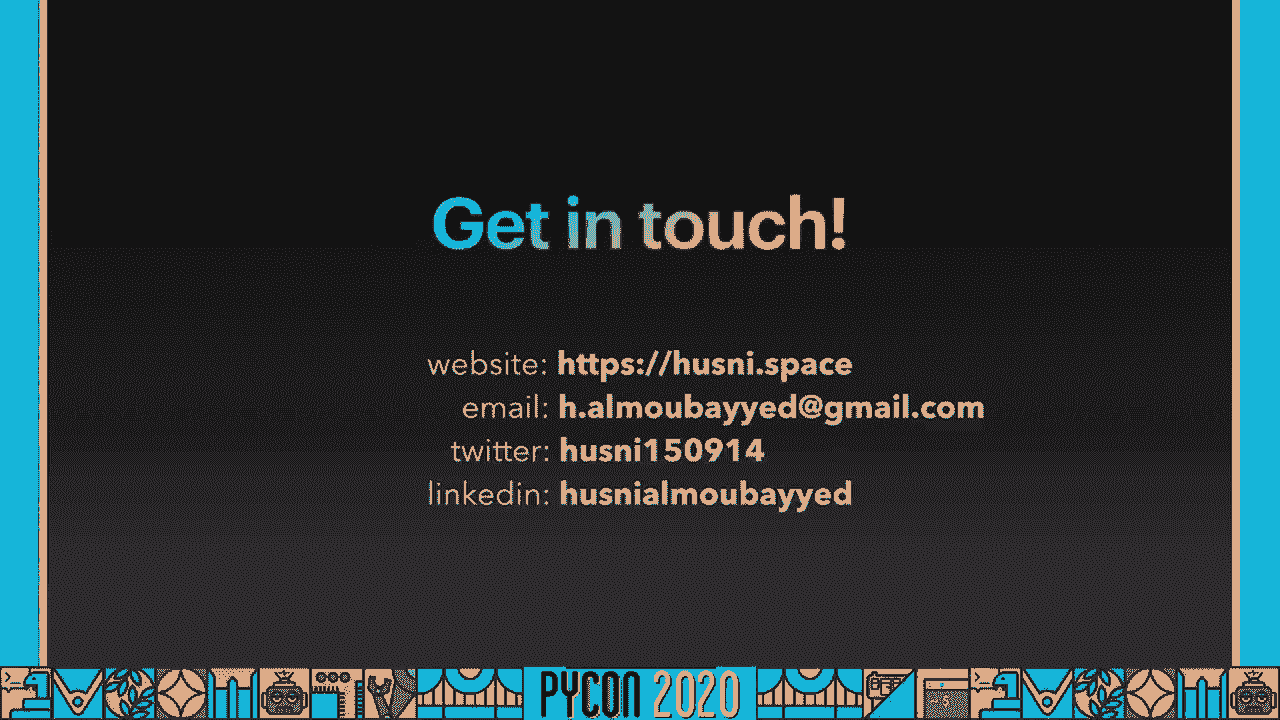 Get in touch!
website: https://husni.space
email: h.almoubayyed@gmail.com
twitter: husni150914
linkedin: husnialmoubayyed
PYCON 2020